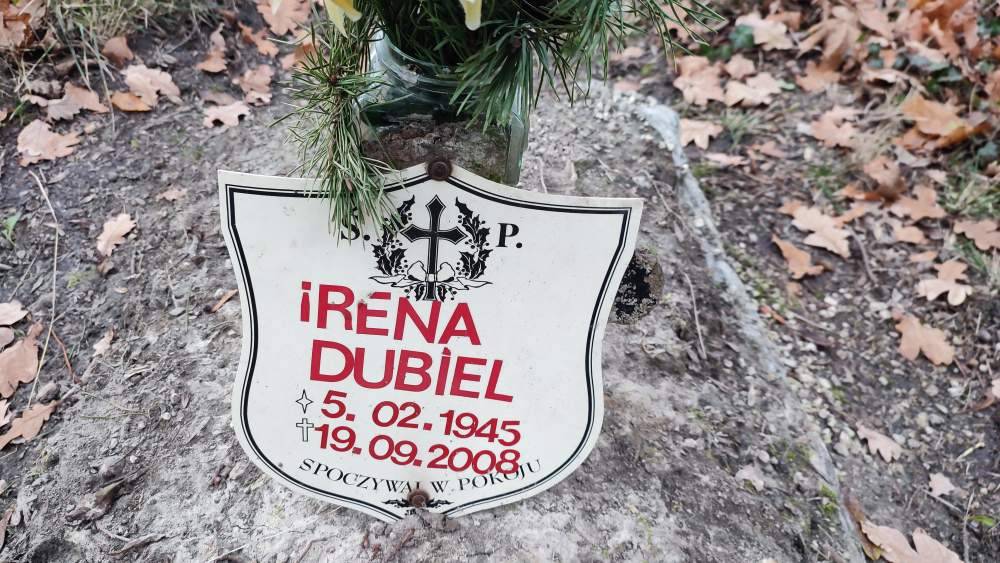 Ś. P.
IRENA
DUBIEL
5. 02. 1945
19. 09. 2008
SPOCZYWAJ W POKOJU